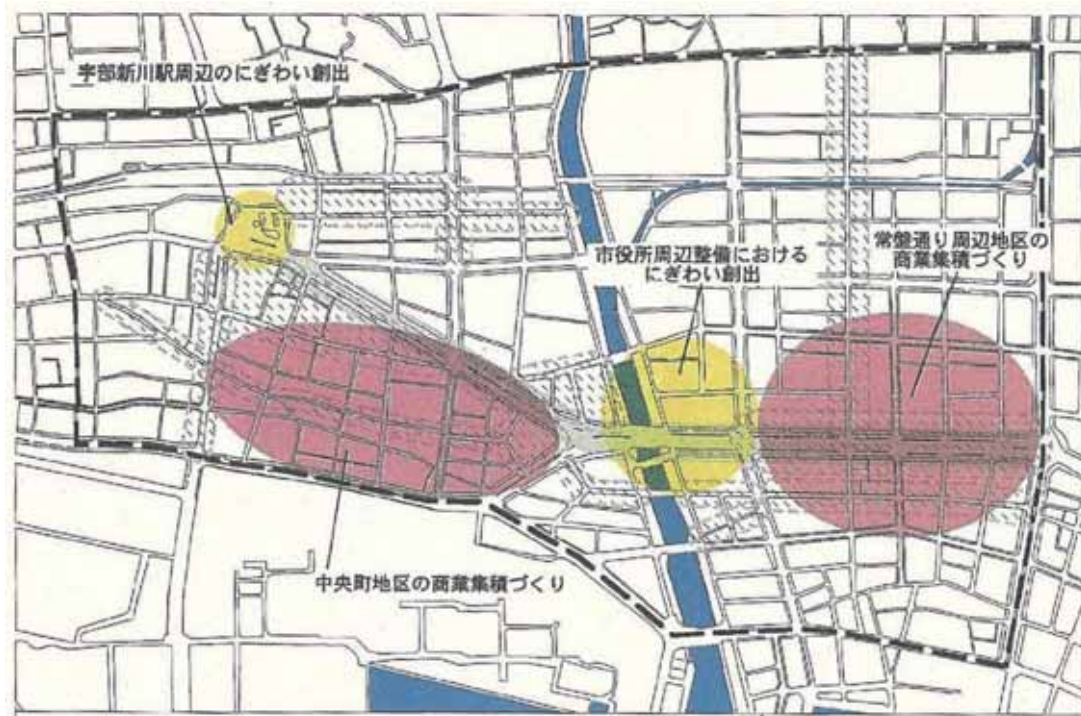 宇部新川駅周辺のにぎわい創出
市役所周辺整備における
にぎわい創出
常盤通り周辺地区の
商業集積づくり
中央町地区の商業集積づくり